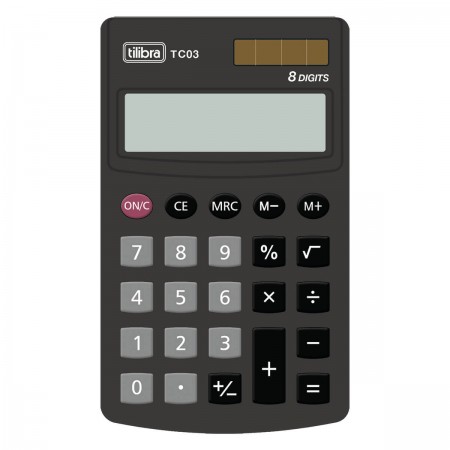 tilibra TC03
8 DIGITS
ON/C CE MRC M− M+
7 8 9 % √
4 5 6 × ÷
1 2 3 −
0 . +/− + =